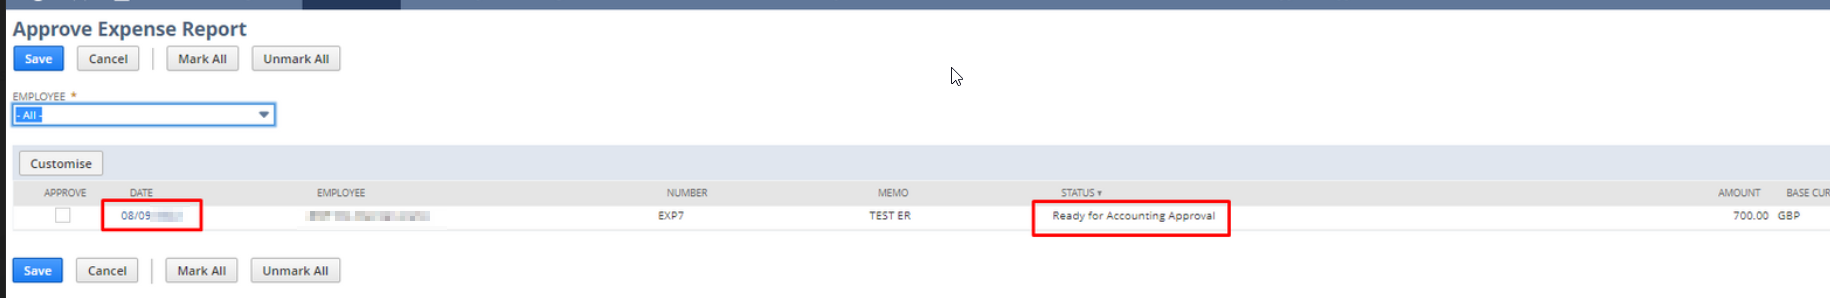 Approve Expense Report
Save Cancel Mark All Unmark All
EMPLOYEE *
- All -
Customise
APPROVE DATE EMPLOYEE NUMBER MEMO STATUS ▾ AMOUNT BASE CUR
08/09 EXP7 TEST ER Ready for Accounting Approval 700.00 GBP
Save Cancel Mark All Unmark All